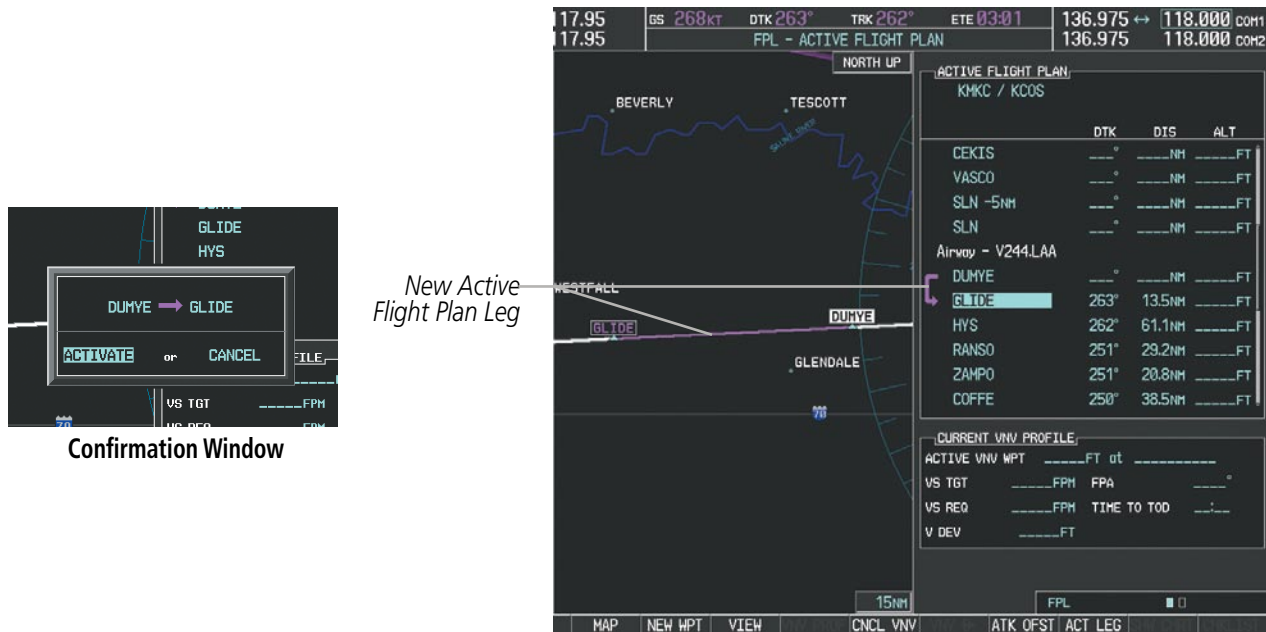 GLIDE
HYS
DUMYE → GLIDE
ACTIVATE or CANCEL
FILE
VS TGT _____FPM
70
Confirmation Window
New Active
Flight Plan Leg
117.95 GS 268KT DTK 263° TRK 262° ETE 03:01 136.975 ↔ 118.000 COM1
117.95 FPL - ACTIVE FLIGHT PLAN 136.975 118.000 COM2
NORTH UP
BEVERLY
TESCOTT
WESTFALL
GLIDE
DUMYE
GLENDALE
70
15NM
ACTIVE FLIGHT PLAN
KMKC / KCOS
DTK DIS ALT
CEKIS ___° ____NM _____FT
VASCO ___° ____NM _____FT
SLN -5NM ___° ____NM _____FT
SLN ___° ____NM _____FT
Airway - V244.LAA
DUMYE ___° ____NM _____FT
GLIDE 263° 13.5NM _____FT
HYS 262° 61.1NM _____FT
RANSO 251° 29.2NM _____FT
ZAMPO 251° 20.8NM _____FT
COFFE 250° 38.5NM _____FT
CURRENT VNV PROFILE
ACTIVE VNV WPT _____FT at __________
VS TGT _____FPM FPA ____°
VS REQ _____FPM TIME TO TOD __:__
V DEV _____FT
FPL
MAP NEW WPT VIEW CNCL VNV ATK OFST ACT LEG